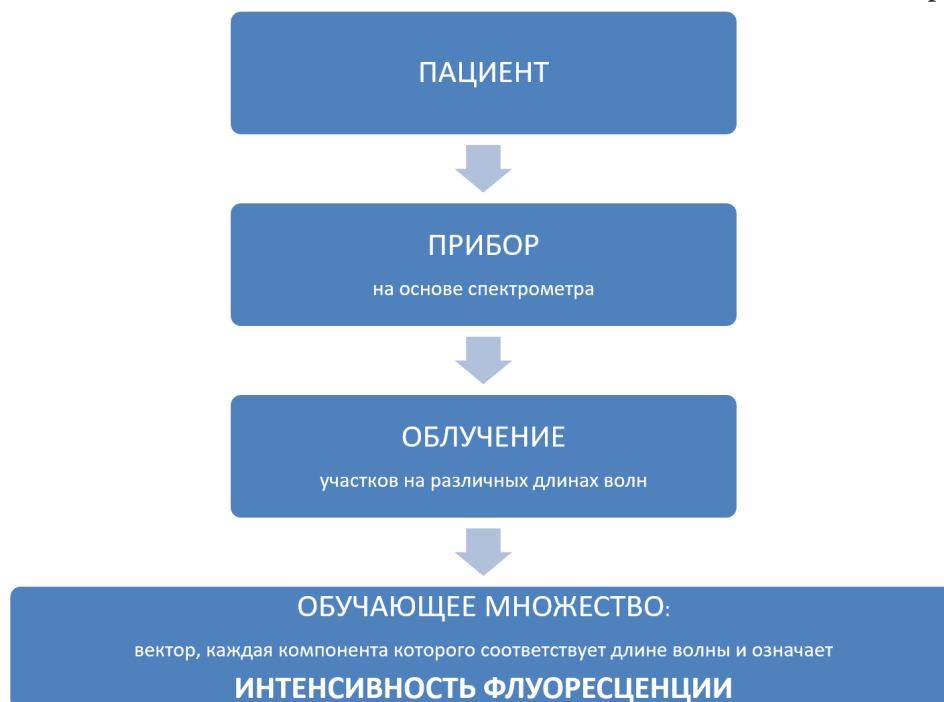 ПАЦИЕНТ
ПРИБОР
на основе спектрометра
ОБЛУЧЕНИЕ
участков на различных длинах волн
ОБУЧАЮЩЕЕ МНОЖЕСТВО:
вектор, каждая компонента которого соответствует длине волны и означает
ИНТЕНСИВНОСТЬ ФЛУОРЕСЦЕНЦИИ